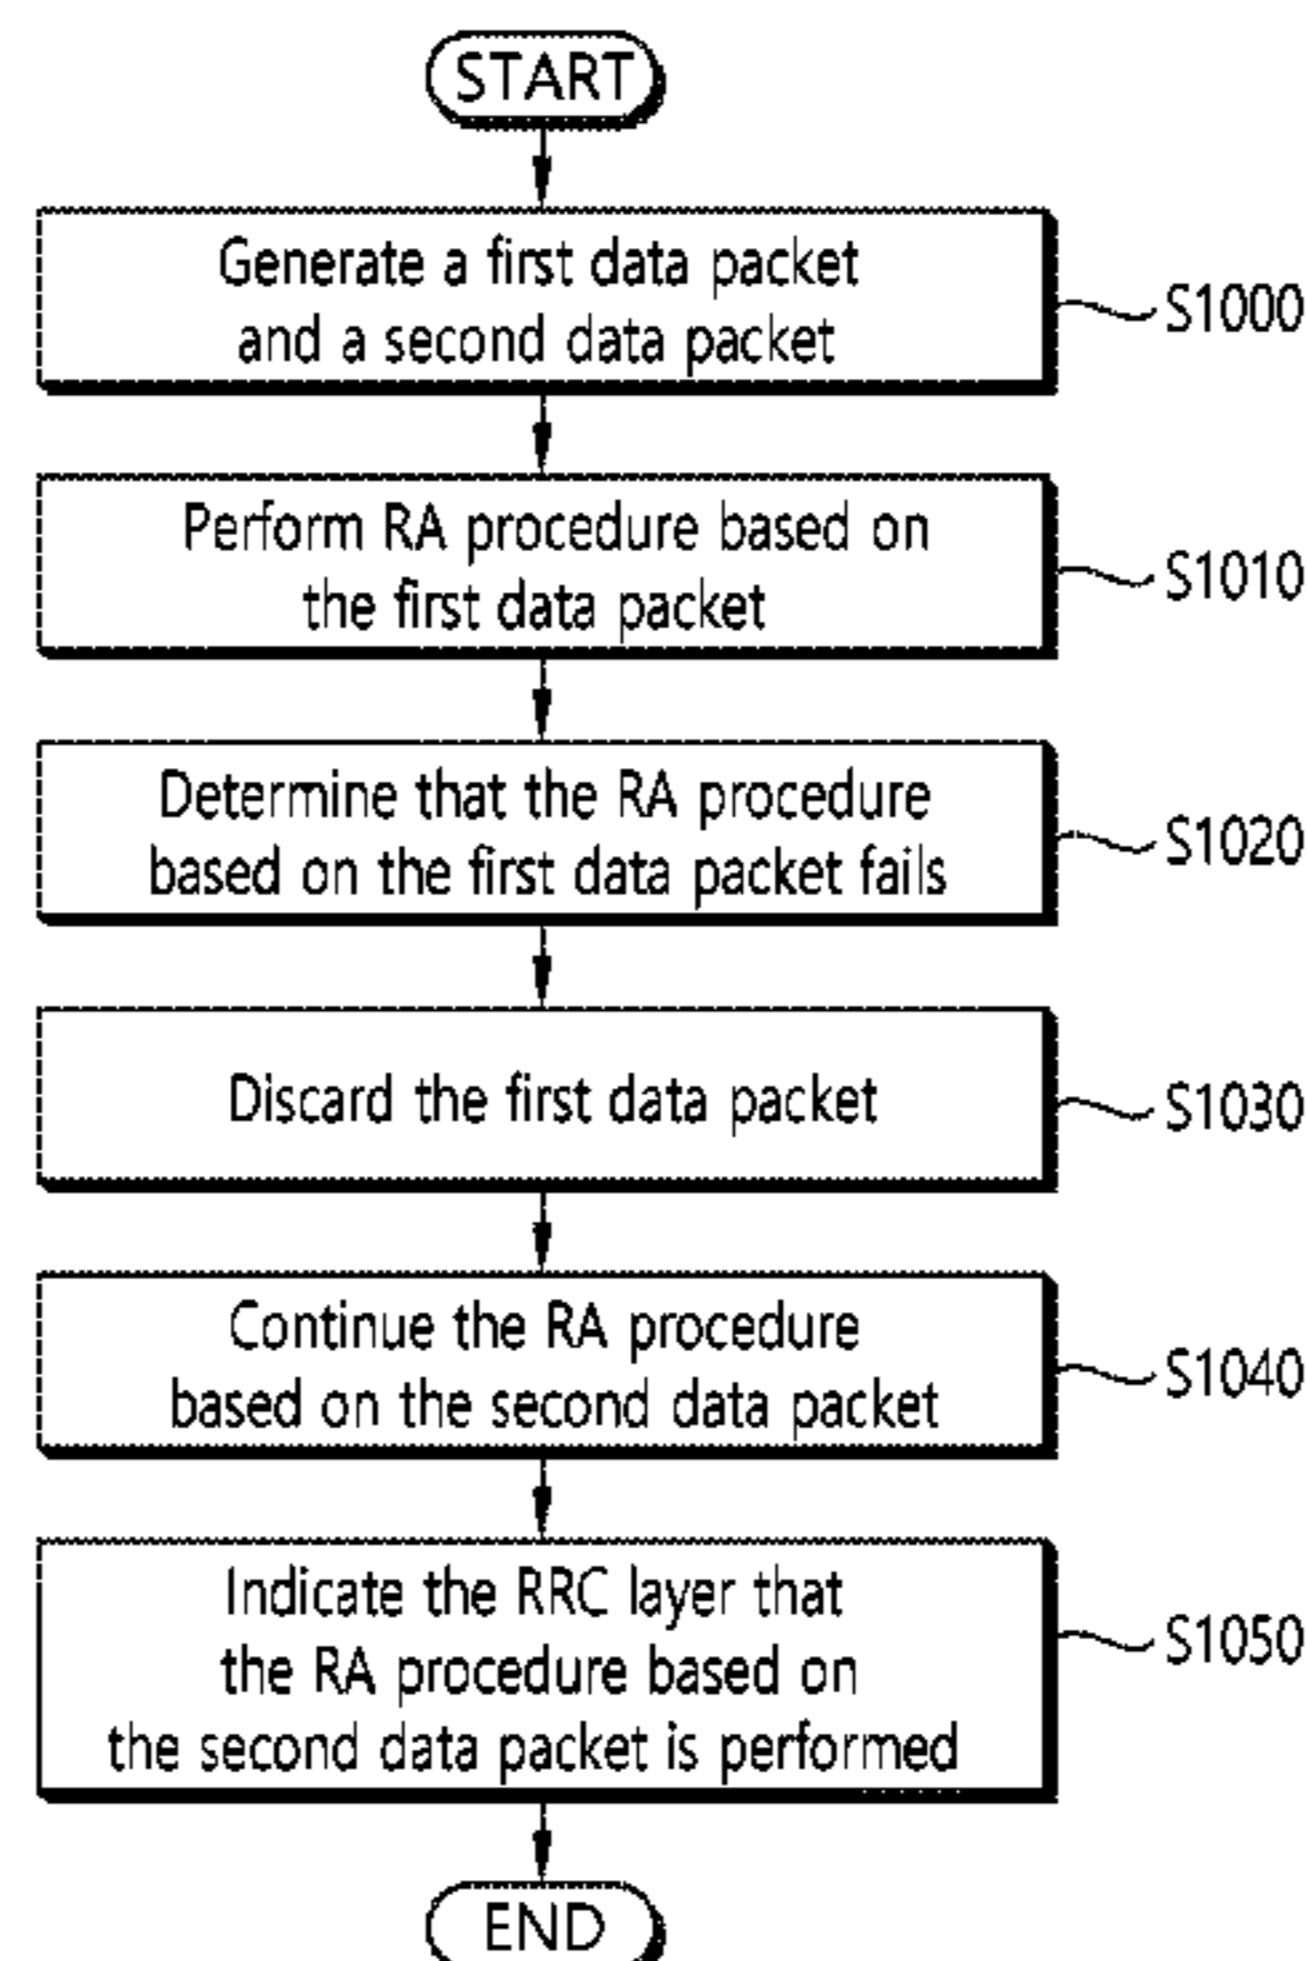 START
Generate a first data packet
and a second data packet
S1000
Perform RA procedure based on
the first data packet
S1010
Determine that the RA procedure
based on the first data packet fails
S1020
Discard the first data packet
S1030
Continue the RA procedure
based on the second data packet
S1040
Indicate the RRC layer that
the RA procedure based on
the second data packet is performed
S1050
END